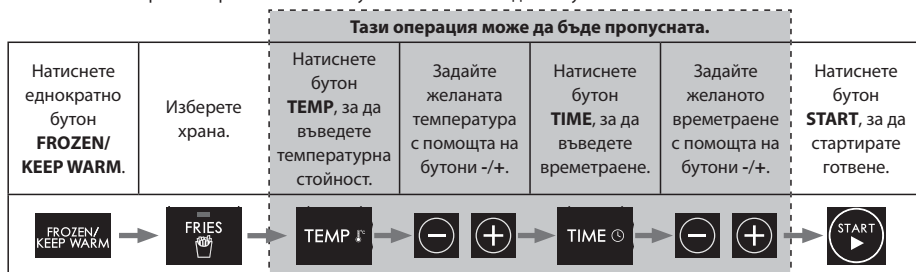 Тази операция може да бъде пропусната.
Натиснете
еднократно
бутон
FROZEN/
KEEP WARM.
Изберете
храна.
Натиснете
бутон
TEMP, за да
въведете
температурна
стойност.
Задайте
желаната
температура
с помощта на
бутони -/+.
Натиснете
бутон
TIME, за да
въведете
времетраене.
Задайте
желаното
времетраене
с помощта на
бутони -/+.
Натиснете
бутон
START, за да
стартирате
готвене.
FROZEN/
KEEP WARM
FRIES
TEMP
TIME
START